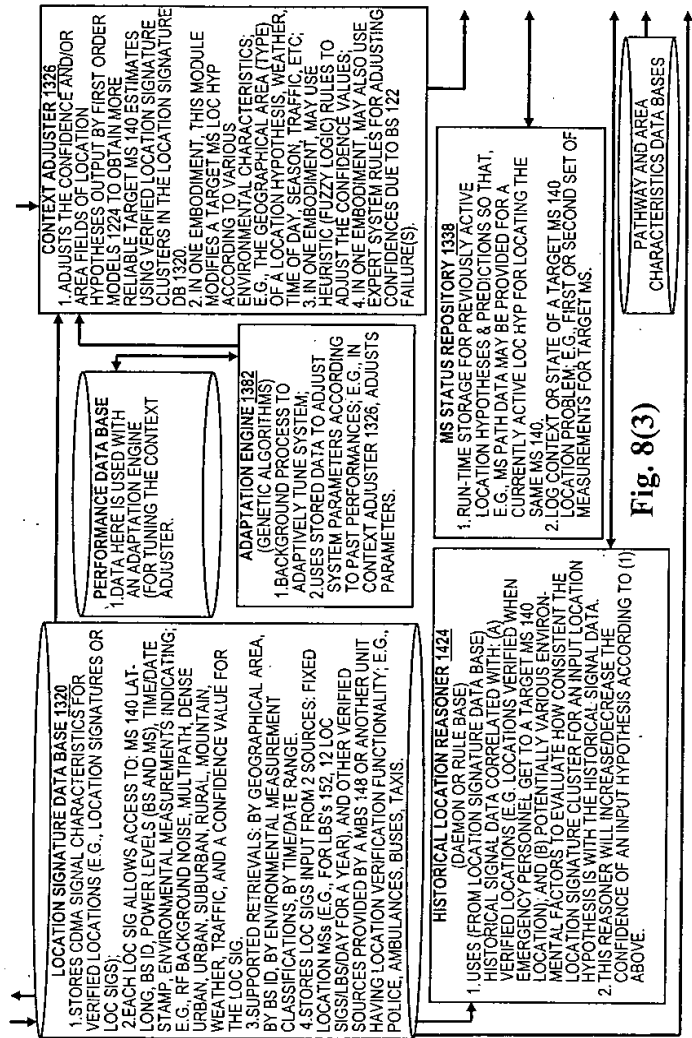 LOCATION SIGNATURE DATA BASE 1320
1.STORES CDMA SIGNAL CHARACTERISTICS FOR
VERIFIED LOCATIONS (E.G., LOCATION SIGNATURES OR
LOC SIGS);
2.EACH LOC SIG ALLOWS ACCESS TO: MS 140 LAT-
LONG, BS ID, POWER LEVELS (BS AND MS), TIME/DATE
STAMP, ENVIRONMENTAL MEASUREMENTS INDICATING;
E.G., RF BACKGROUND NOISE, MULTIPATH, DENSE
URBAN, URBAN, SUBURBAN, RURAL, MOUNTAIN,
WEATHER, TRAFFIC, AND A CONFIDENCE VALUE FOR
THE LOC SIG.
3.SUPPORTED RETRIEVALS: BY GEOGRAPHICAL AREA,
BY BS ID, BY ENVIRONMENTAL MEASUREMENT
CLASSIFICATIONS, BY TIME/DATE RANGE.
4.STORES LOC SIGS INPUT FROM 2 SOURCES: FIXED
LOCATION MSs (E.G., FOR LBS's 152, 12 LOC
SIGS/LBS/DAY FOR A YEAR), AND OTHER VERIFIED
SOURCES PROVIDED BY A MBS 148 OR ANOTHER UNIT
HAVING LOCATION VERIFICATION FUNCTIONALITY; E.G.,
POLICE, AMBULANCES, BUSES, TAXIS.
PERFORMANCE DATA BASE
1.DATA HERE IS USED WITH
AN ADAPTATION ENGINE
(FOR TUNING THE CONTEXT
ADJUSTER.
ADAPTATION ENGINE 1382
(GENETIC ALGORITHMS)
1.BACKGROUND PROCESS TO
ADAPTIVELY TUNE SYSTEM;
2.USES STORED DATA TO ADJUST
SYSTEM PARAMETERS ACCORDING
TO PAST PERFORMANCES; E.G., IN
CONTEXT ADJUSTER 1326, ADJUSTS
PARAMETERS.
CONTEXT ADJUSTER 1326
1. ADJUSTS THE CONFIDENCE AND/OR
AREA FIELDS OF LOCATION
HYPOTHESES OUTPUT BY FIRST ORDER
MODELS 1224 TO OBTAIN MORE
RELIABLE TARGET MS 140 ESTIMATES
USING VERIFIED LOCATION SIGNATURE
CLUSTERS IN THE LOCATION SIGNATURE
DB 1320.
2. IN ONE EMBODIMENT, THIS MODULE
MODIFIES A TARGET MS LOC HYP
ACCORDING TO VARIOUS
ENVIRONMENTAL CHARACTERISTICS;
E.G., THE GEOGRAPHICAL AREA (TYPE)
OF A LOCATION HYPOTHESIS, WEATHER,
TIME OF DAY, SEASON, TRAFFIC, ETC;
3. IN ONE EMBODIMENT, MAY USE
HEURISTIC (FUZZY LOGIC) RULES TO
ADJUST THE CONFIDENCE VALUES;
4. IN ONE EMBODIMENT, MAY ALSO USE
EXPERT SYSTEM RULES FOR ADJUSTING
CONFIDENCES DUE TO BS 122
FAILURE(S).
HISTORICAL LOCATION REASONER 1424
(DAEMON OR RULE BASE)
1. USES (FROM LOCATION SIGNATURE DATA BASE)
HISTORICAL SIGNAL DATA CORRELATED WITH: (A)
VERIFIED LOCATIONS (E.G. LOCATIONS VERIFIED WHEN
EMERGENCY PERSONNEL GET TO A TARGET MS 140
LOCATION); AND (B) POTENTIALLY VARIOUS ENVIRON-
MENTAL FACTORS TO EVALUATE HOW CONSISTENT THE
LOCATION SIGNATURE CLUSTER FOR AN INPUT LOCATION
HYPOTHESIS IS WITH THE HISTORICAL SIGNAL DATA.
2. THIS REASONER WILL INCREASE/DECREASE THE
CONFIDENCE OF AN INPUT HYPOTHESIS ACCORDING TO (1)
ABOVE.
MS STATUS REPOSITORY 1338
1. RUN-TIME STORAGE FOR PREVIOUSLY ACTIVE
LOCATION HYPOTHESES & PREDICTIONS SO THAT,
E.G., MS PATH DATA MAY BE PROVIDED FOR A
CURRENTLY ACTIVE LOC HYP FOR LOCATING THE
SAME MS 140.
2. LOG CONTEXT OR STATE OF A TARGET MS 140
LOCATION PROBLEM; E.G., FIRST OR SECOND SET OF
MEASUREMENTS FOR TARGET MS.
PATHWAY AND AREA
CHARACTERISTICS DATA BASES
Fig. 8(3)